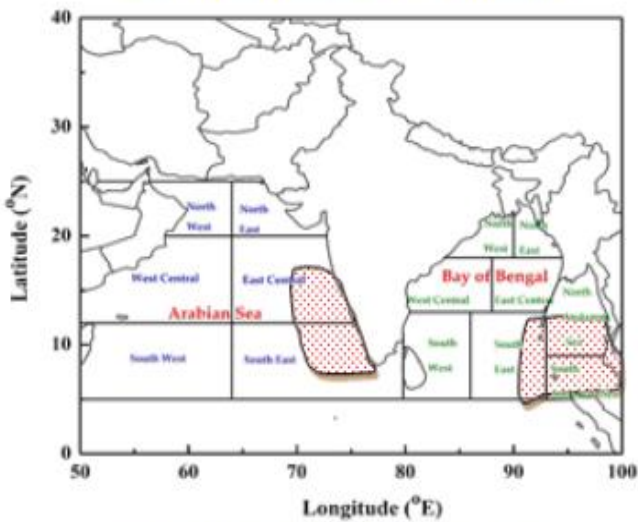 40
30
20
10
0
50 60 70 80 90 100
Latitude (°N)
Longitude (°E)
North West
North East
West Central
East Central
Arabian Sea
South West
South East
North West
North East
Bay of Bengal
West Central
East Central
South West
South East
North
South